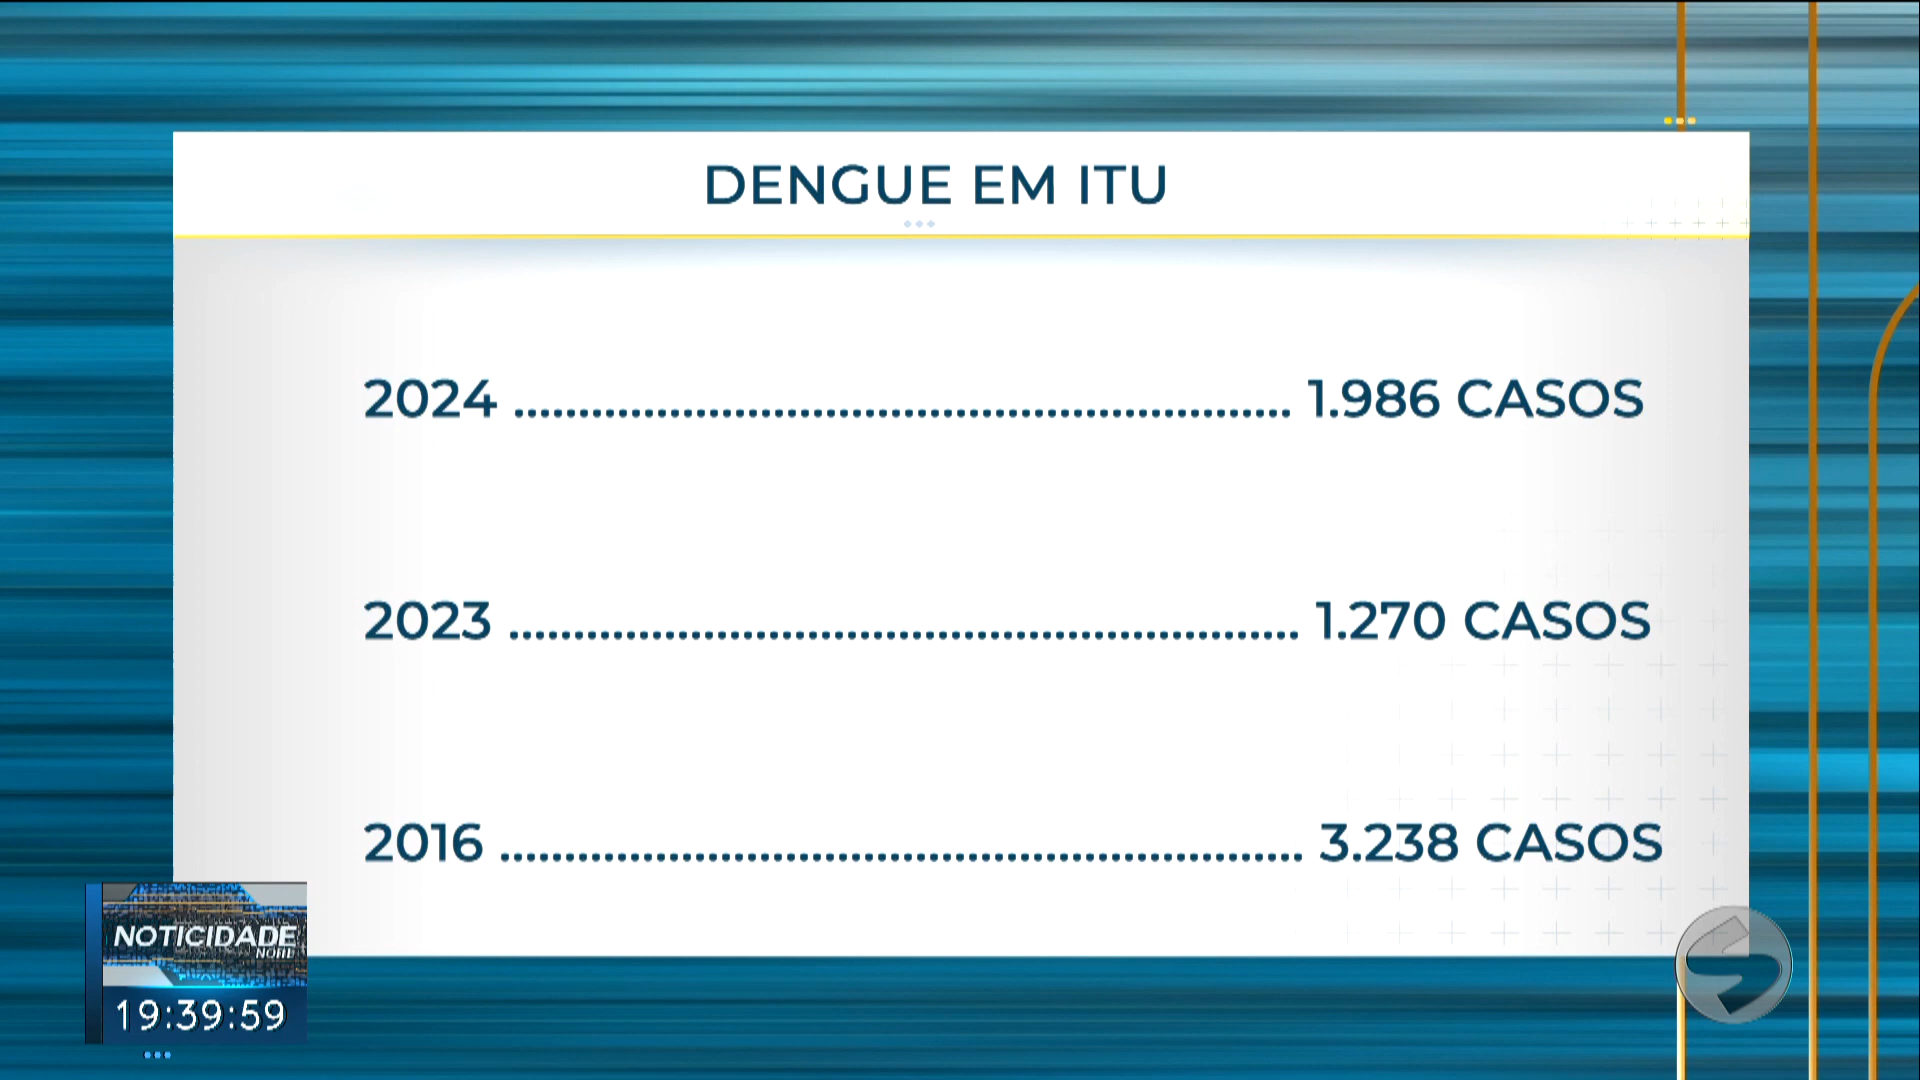 DENGUE EM ITU
2024 ............................................................ 1.986 CASOS
2023 ............................................................. 1.270 CASOS
2016 .............................................................. 3.238 CASOS
NOTICIDADE
19:39:59